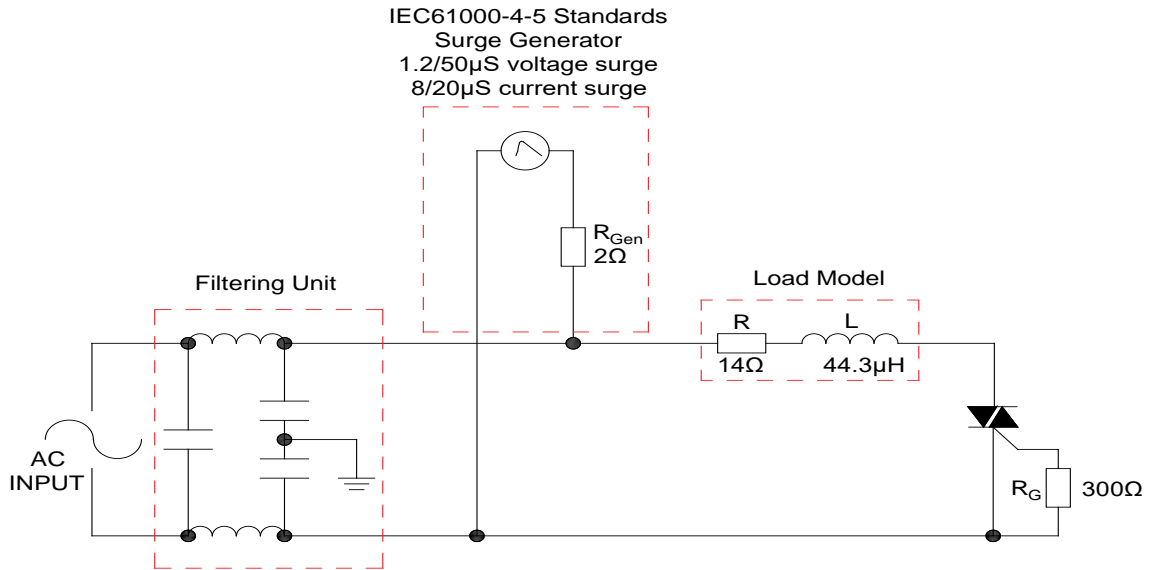 IEC61000-4-5 Standards
Surge Generator
1.2/50µS voltage surge
8/20µS current surge
RGen
2Ω
Filtering Unit
Load Model
R
L
14Ω
44.3µH
AC
INPUT
RG
300Ω